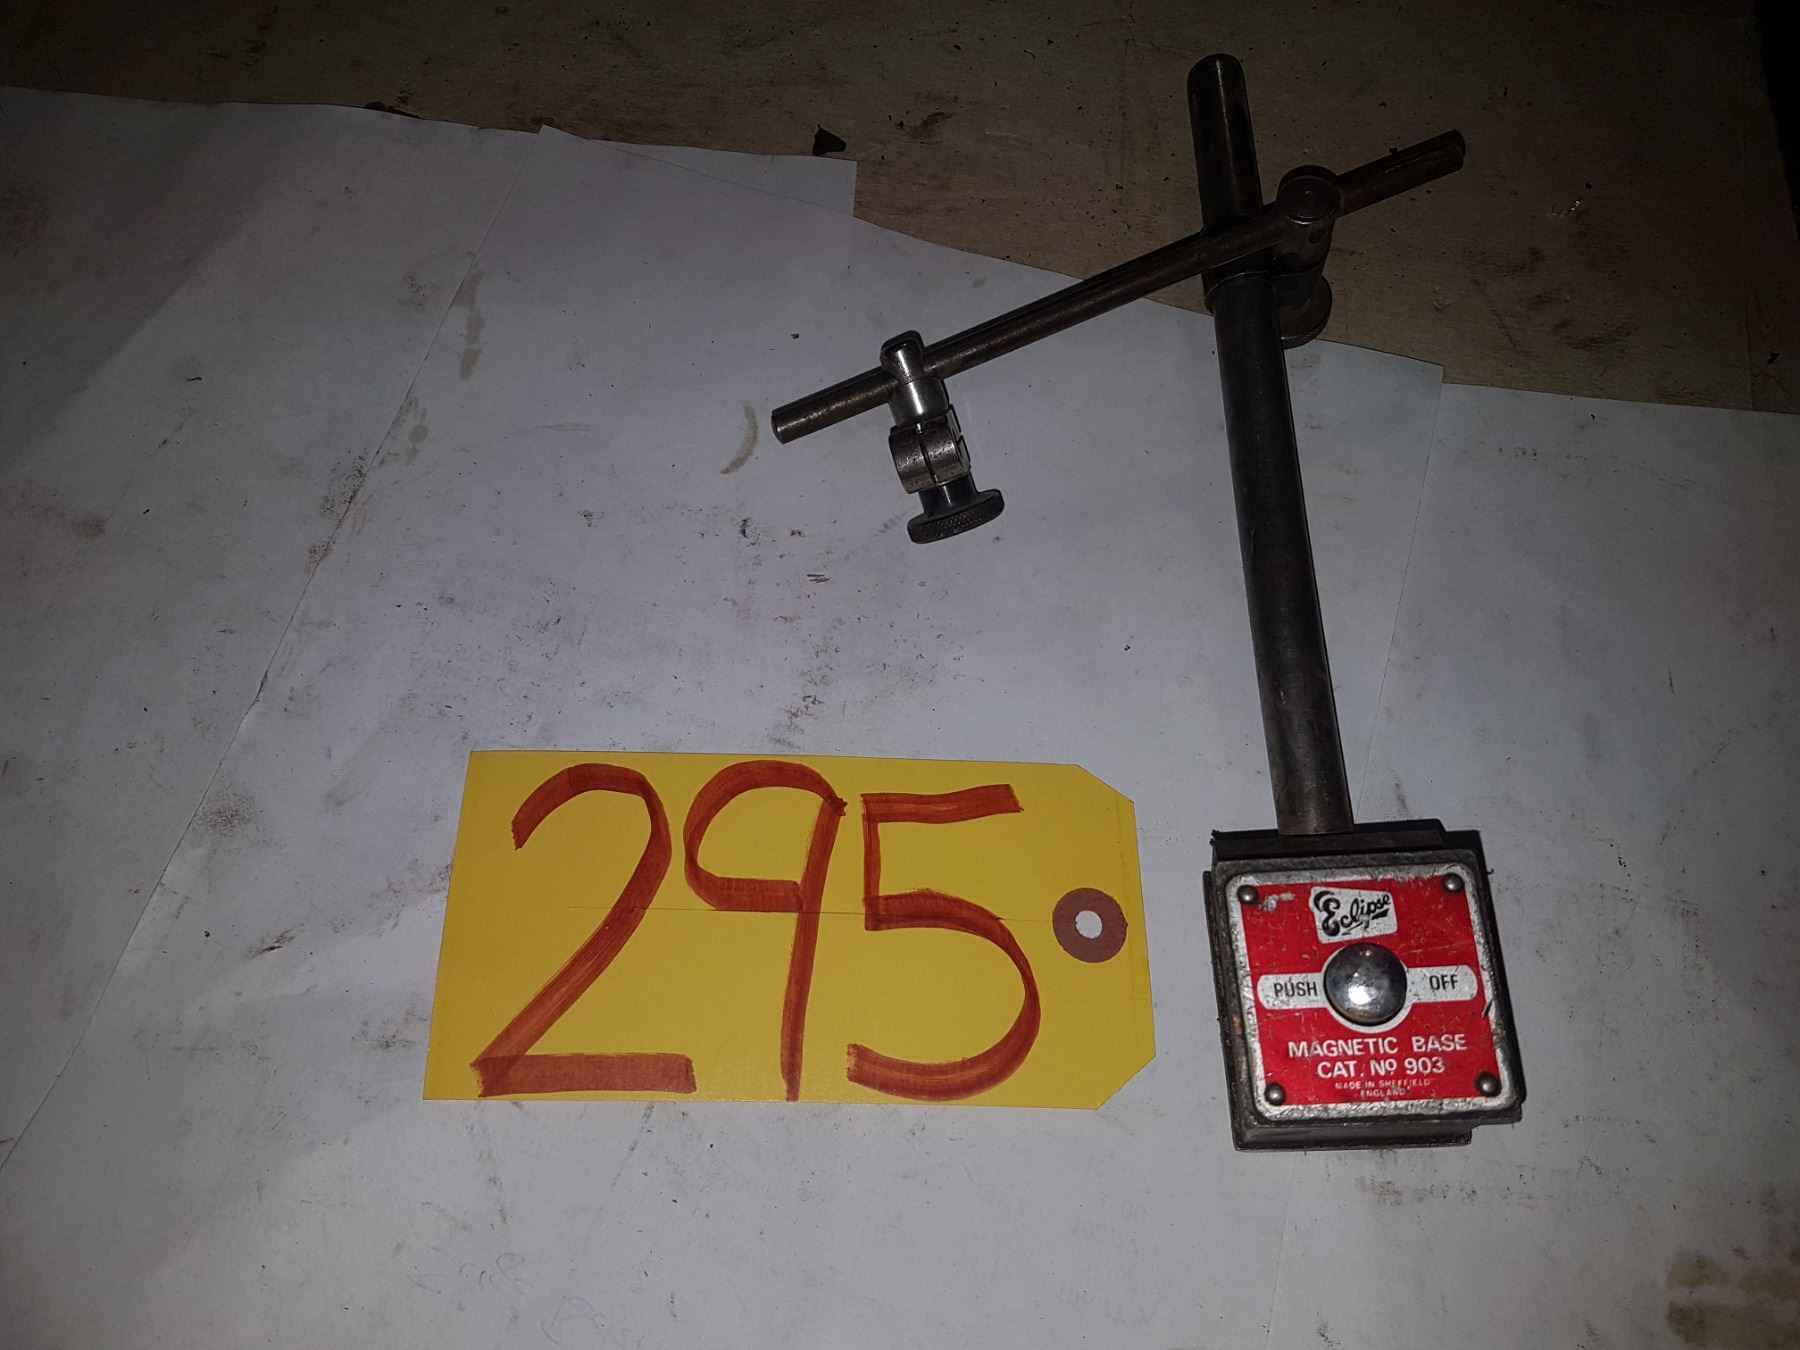 295
Eclipse
PUSH OFF
MAGNETIC BASE
CAT. Nº 903
MADE IN SHEFFIELD
ENGLAND